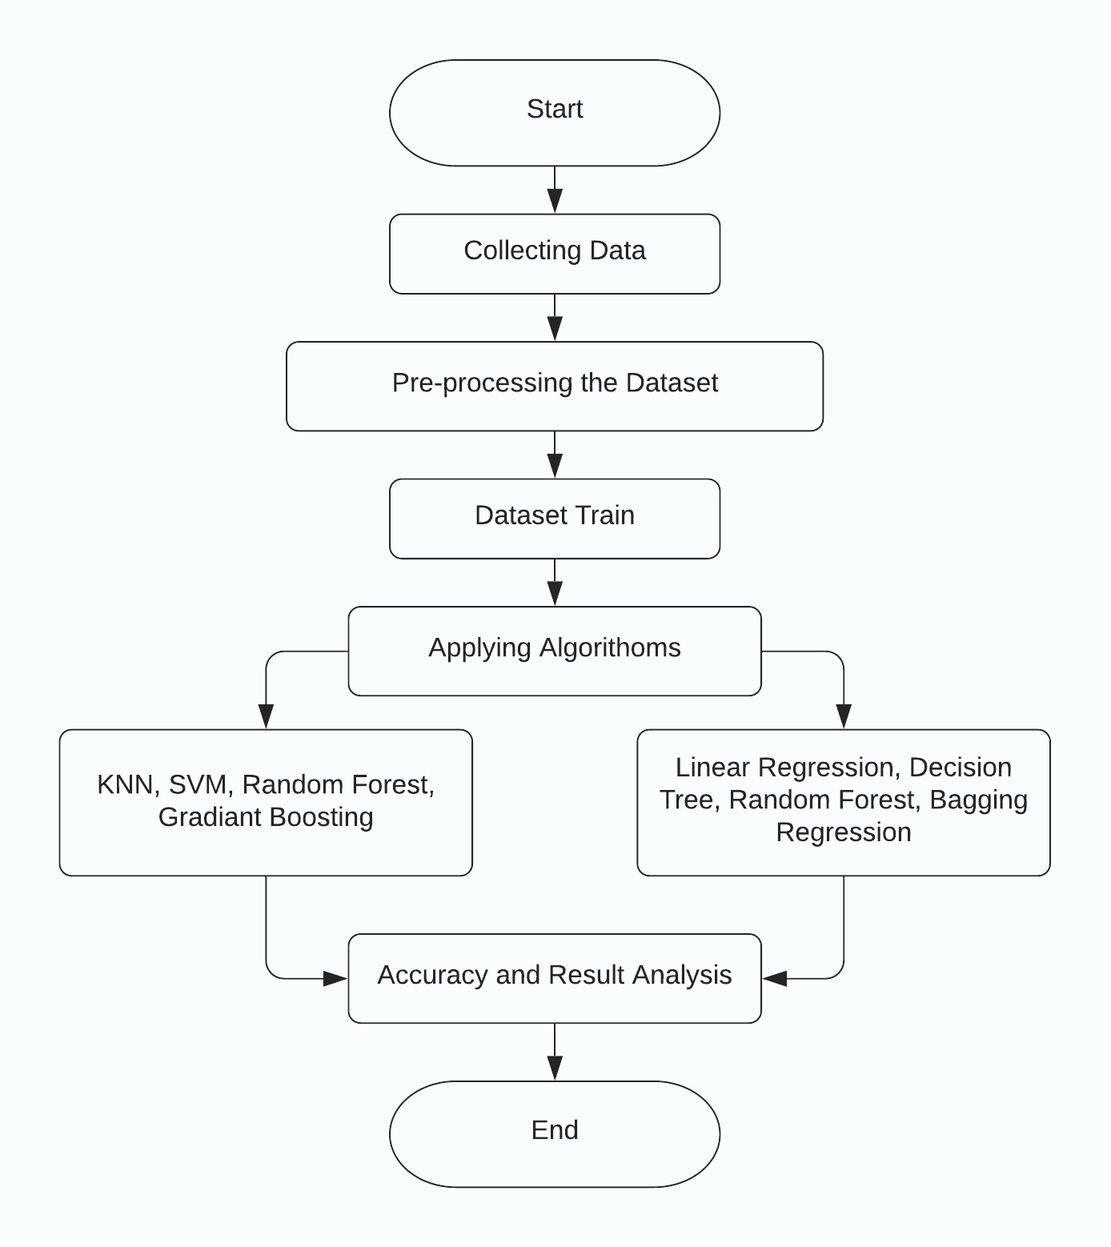 Start
Collecting Data
Pre-processing the Dataset
Dataset Train
Applying Algorithoms
KNN, SVM, Random Forest,
Gradiant Boosting
Linear Regression, Decision
Tree, Random Forest, Bagging
Regression
Accuracy and Result Analysis
End